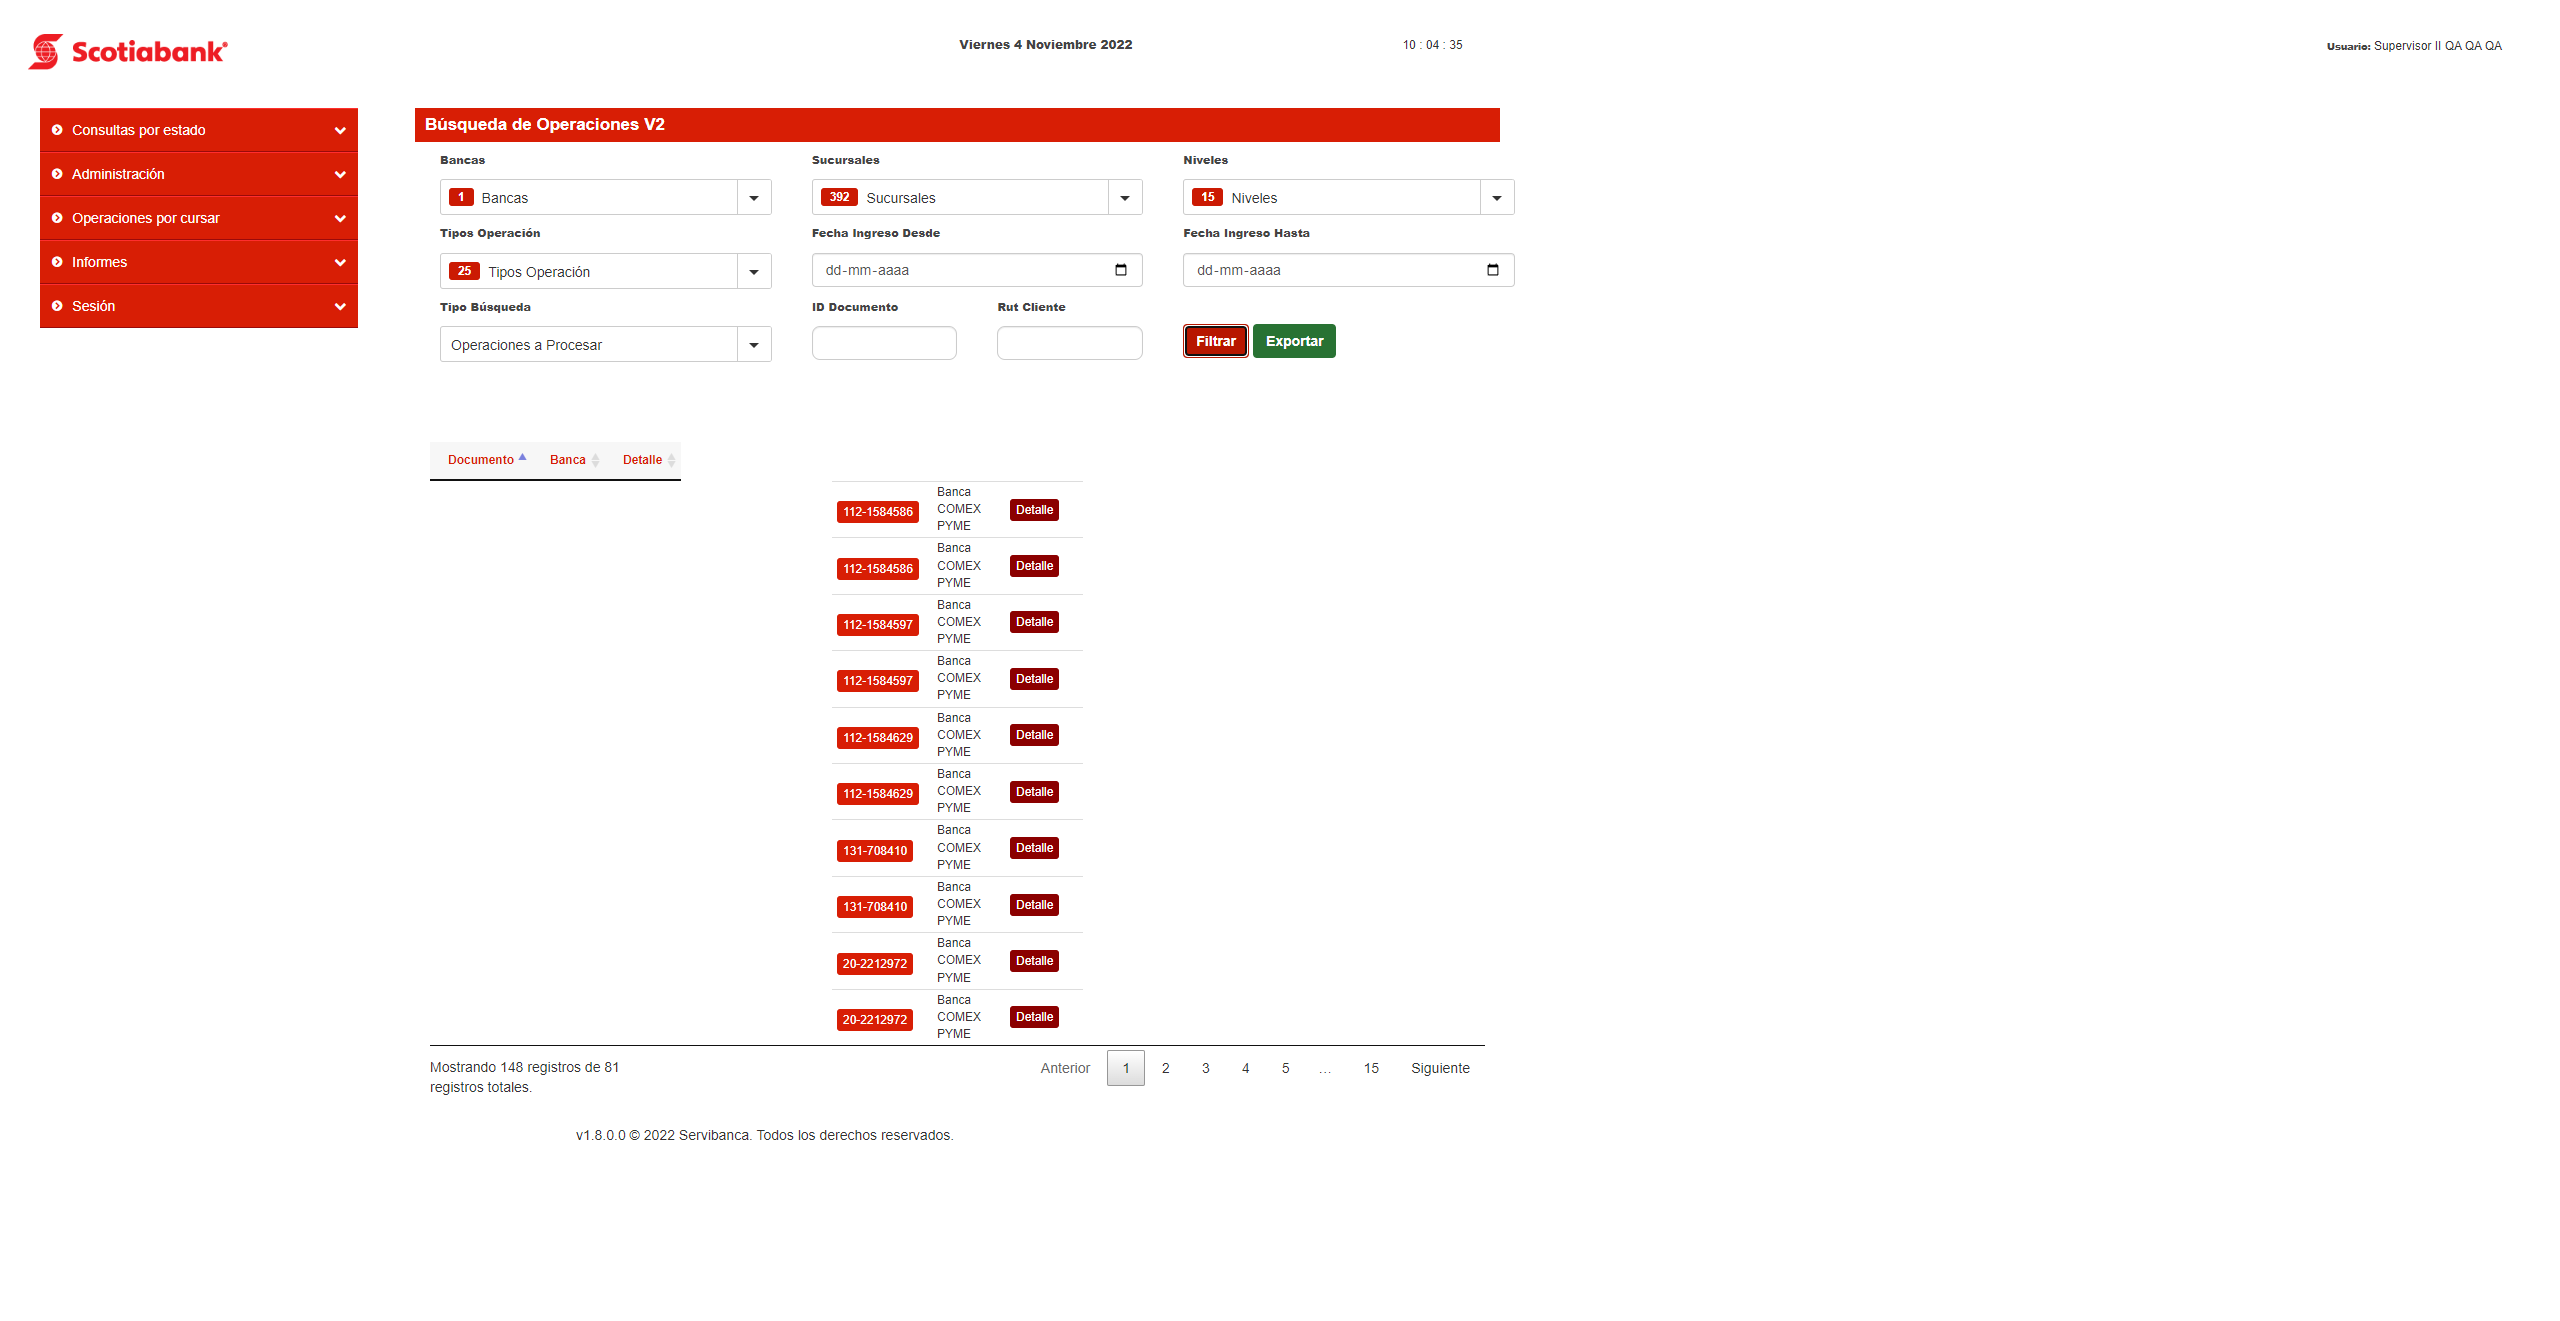 Scotiabank®
Viernes 4 Noviembre 2022
10 : 04 : 35
Usuario: Supervisor II QA QA QA
Consultas por estado
Administración
Operaciones por cursar
Informes
Sesión
Búsqueda de Operaciones V2
Bancas
Sucursales
Niveles
1 Bancas
392 Sucursales
15 Niveles
Tipos Operación
Fecha Ingreso Desde
Fecha Ingreso Hasta
25 Tipos Operación
dd-mm-aaaa
dd-mm-aaaa
Tipo Búsqueda
ID Documento
Rut Cliente
Operaciones a Procesar
Filtrar
Exportar
Documento
Banca
Detalle
112-1584586
Banca
COMEX
PYME
Detalle
112-1584586
Banca
COMEX
PYME
Detalle
112-1584597
Banca
COMEX
PYME
Detalle
112-1584597
Banca
COMEX
PYME
Detalle
112-1584629
Banca
COMEX
PYME
Detalle
112-1584629
Banca
COMEX
PYME
Detalle
131-708410
Banca
COMEX
PYME
Detalle
131-708410
Banca
COMEX
PYME
Detalle
20-2212972
Banca
COMEX
PYME
Detalle
20-2212972
Banca
COMEX
PYME
Detalle
Mostrando 148 registros de 81
registros totales.
Anterior 1 2 3 4 5 … 15 Siguiente
v1.8.0.0 © 2022 Servibanca. Todos los derechos reservados.